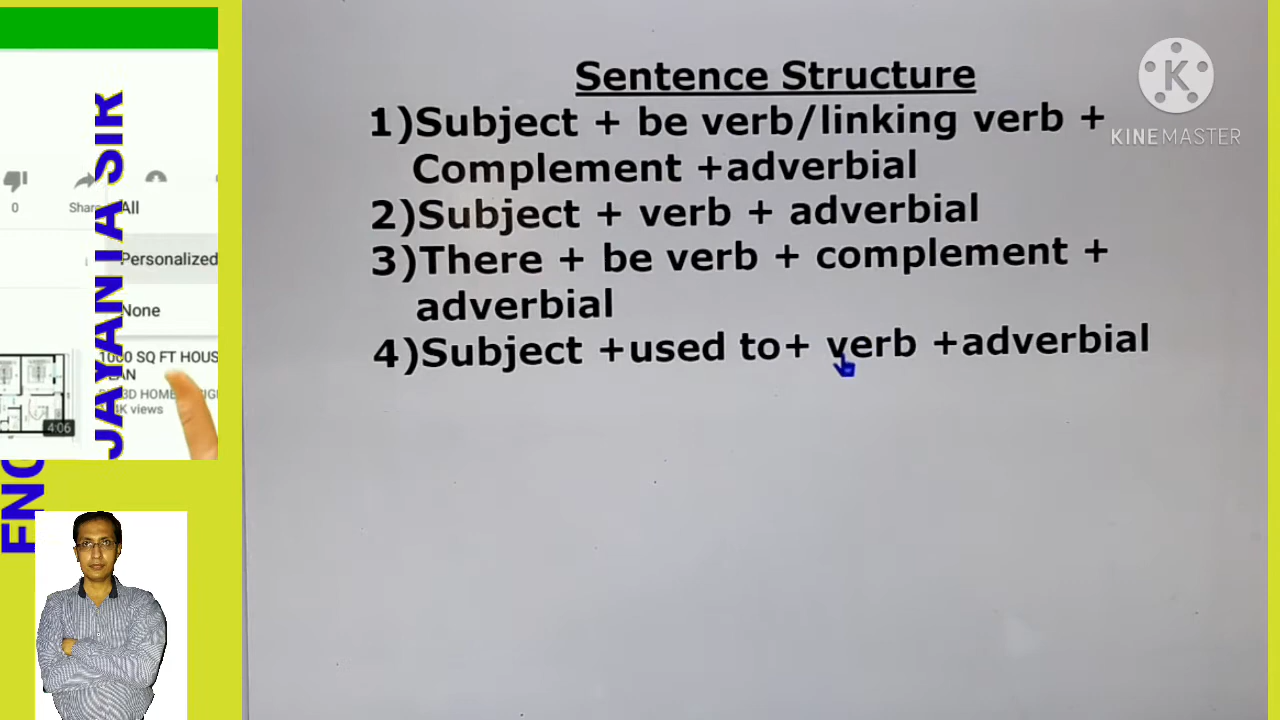 Sentence Structure
1)Subject + be verb/linking verb +
Complement +adverbial
2)Subject + verb + adverbial
3)There + be verb + complement +
adverbial
4)Subject +used to+ verb +adverbial
K
KINEMASTER
JAYANTA SIR
0
Share
All
Personalized
None
1000 SQ FT HOUS
4K views
4:06